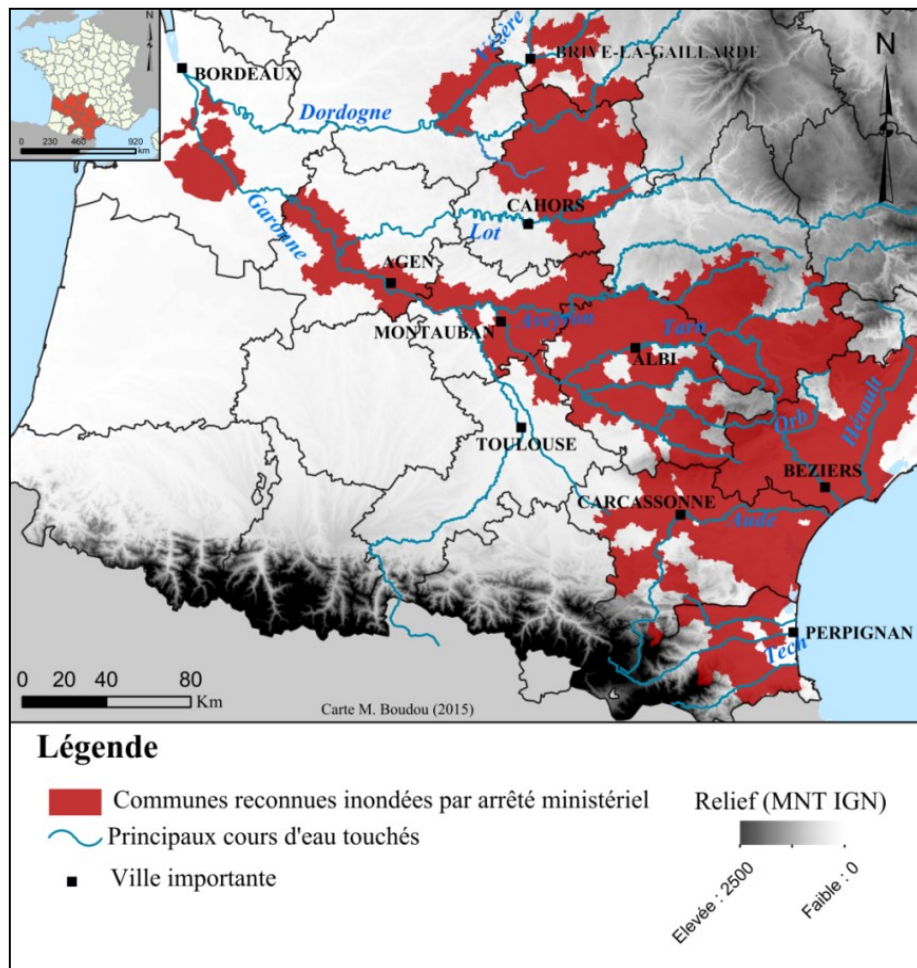 N
0 230 460 920
km
BORDEAUX
Vézère
BRIVE-LA-GAILLARDE
N
Dordogne
Garonne
CAHORS
Lot
AGEN
MONTAUBAN
Aveyron
Tarn
ALBI
Orb
Hérault
TOULOUSE
BEZIERS
CARCASSONNE
Aude
PERPIGNAN
Tech
0 20 40 80
Km
Carte M. Boudou (2015)
Légende
Communes reconnues inondées par arrêté ministériel
Principaux cours d'eau touchés
Ville importante
Relief (MNT IGN)
Elevée : 2500
Faible : 0